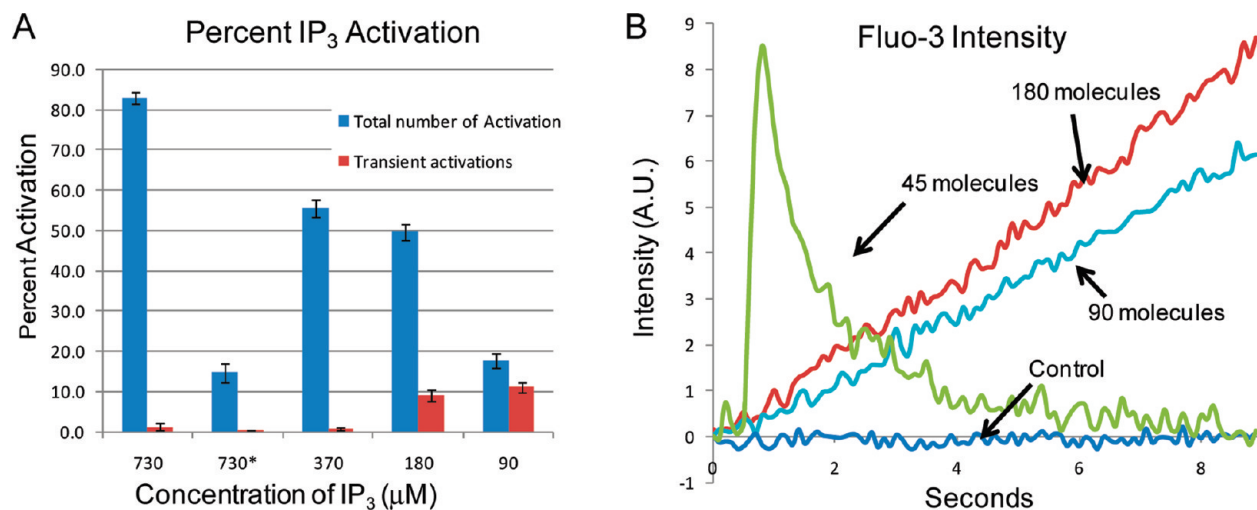 A
Percent IP₃ Activation
90.0
80.0
70.0
60.0
50.0
40.0
30.0
20.0
10.0
0.0
Percent Activation
Total number of Activation
Transient activations
730
730*
370
180
90
Concentration of IP₃ (μM)
B
Fluo-3 Intensity
9
8
7
6
5
4
3
2
1
0
-1
Intensity (A.U.)
180 molecules
45 molecules
90 molecules
Control
0
2
4
6
8
Seconds